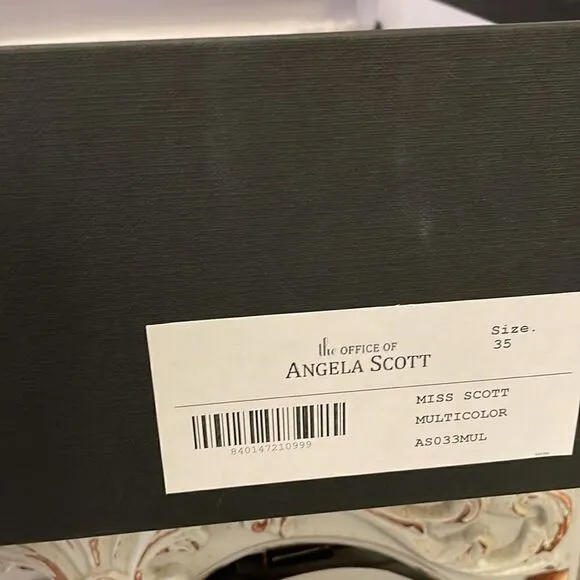 the OFFICE OF
ANGELA SCOTT
Size.
35
MISS SCOTT
MULTICOLOR
AS033MUL
840147210999